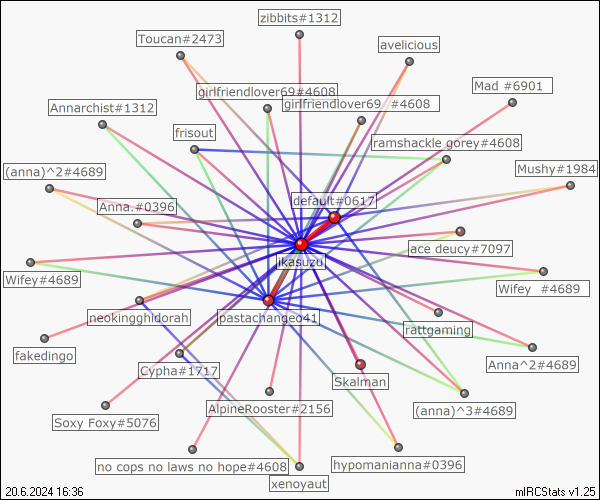 zibbits#1312
Toucan#2473
avelicious
Mad #6901
girlfriendlover69#4608
girlfriendlover69 #4608
Annarchist#1312
frisout
ramshackle gorey#4608
(anna)^2#4689
Mushy#1984
default#0617
Anna.#0396
ace deucy#7097
ikasuzu
Wifey#4689
Wifey #4689
neokingghidorah
pastachange041
rattgaming
fakedingo
Anna^2#4689
Cypha#1717
Skalman
AlpineRooster#2156
(anna)^3#4689
Soxy Foxy#5076
no cops no laws no hope#4608
hypomanianna#0396
xenoyaut
20.6.2024 16:36
mIRCStats v1.25